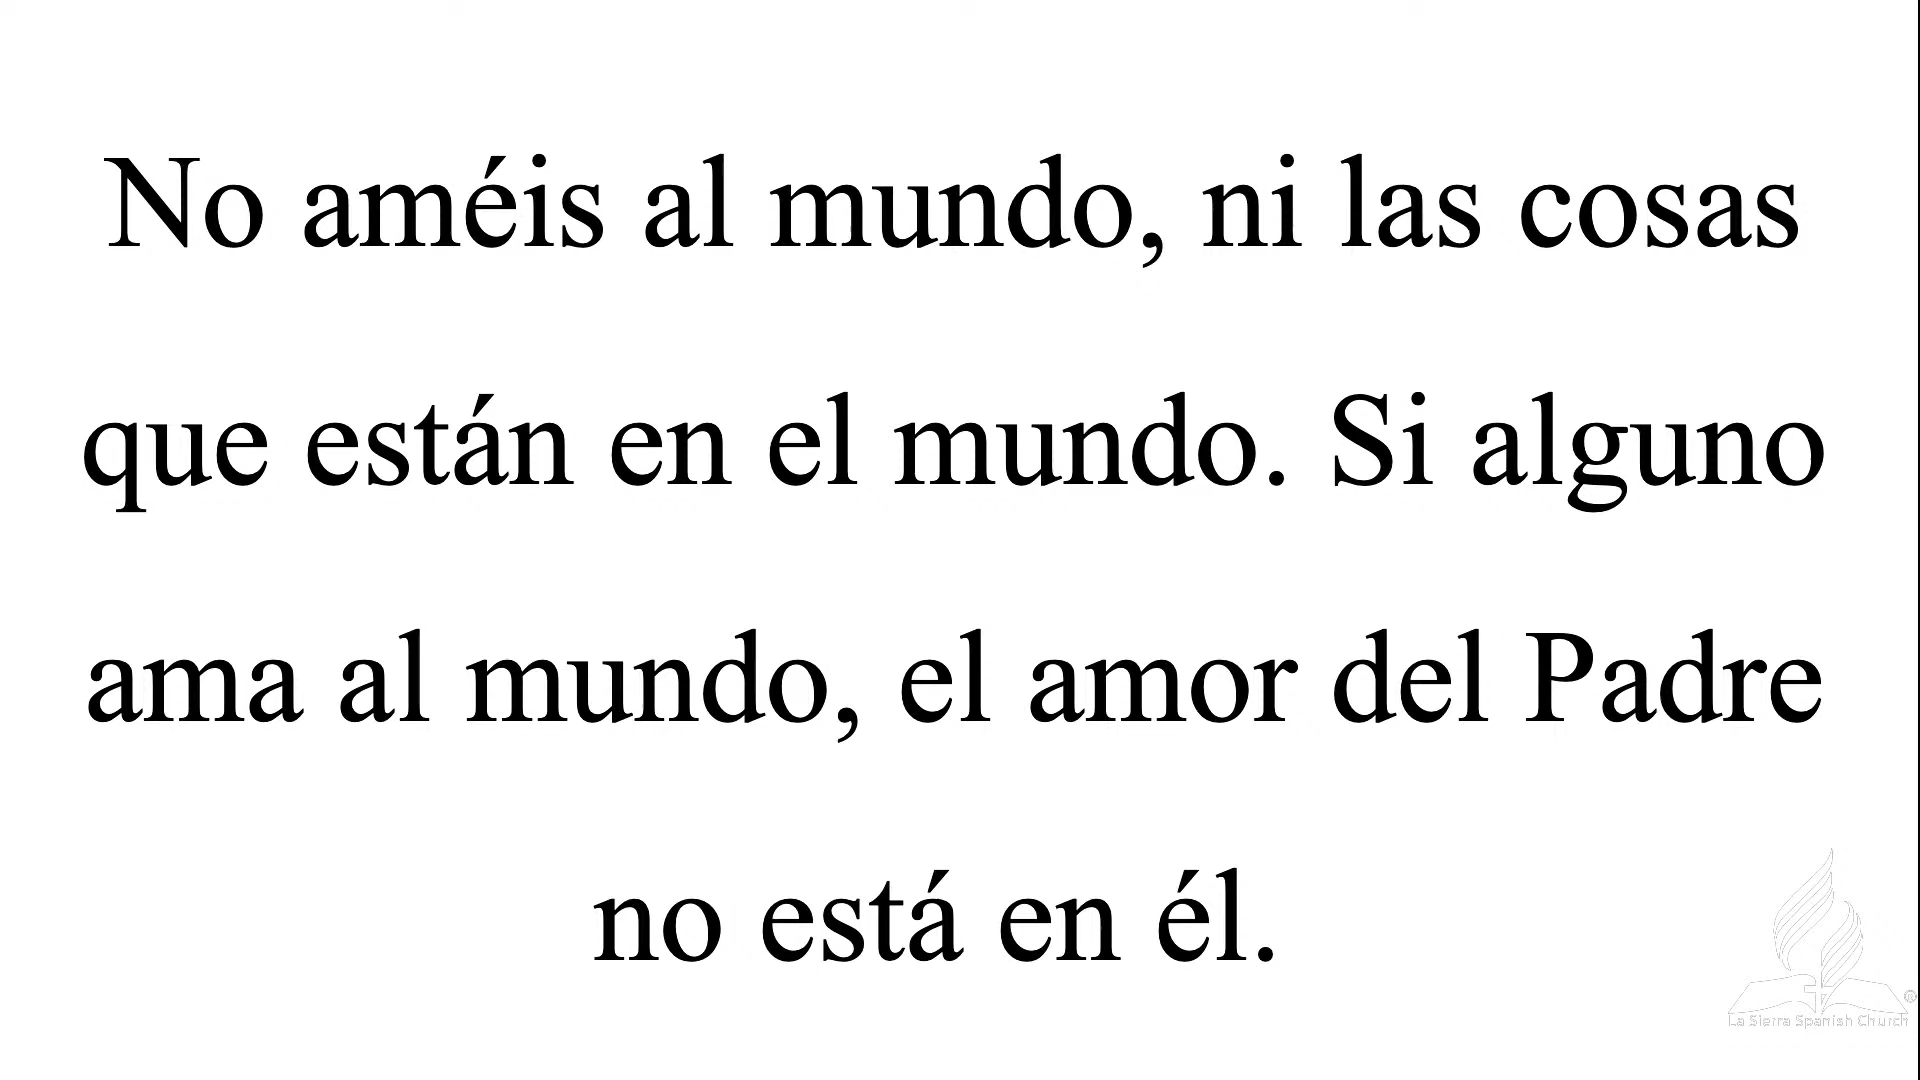 No améis al mundo, ni las cosas
que están en el mundo. Si alguno
ama al mundo, el amor del Padre
no está en él.
®
La Sierra Spanish Church